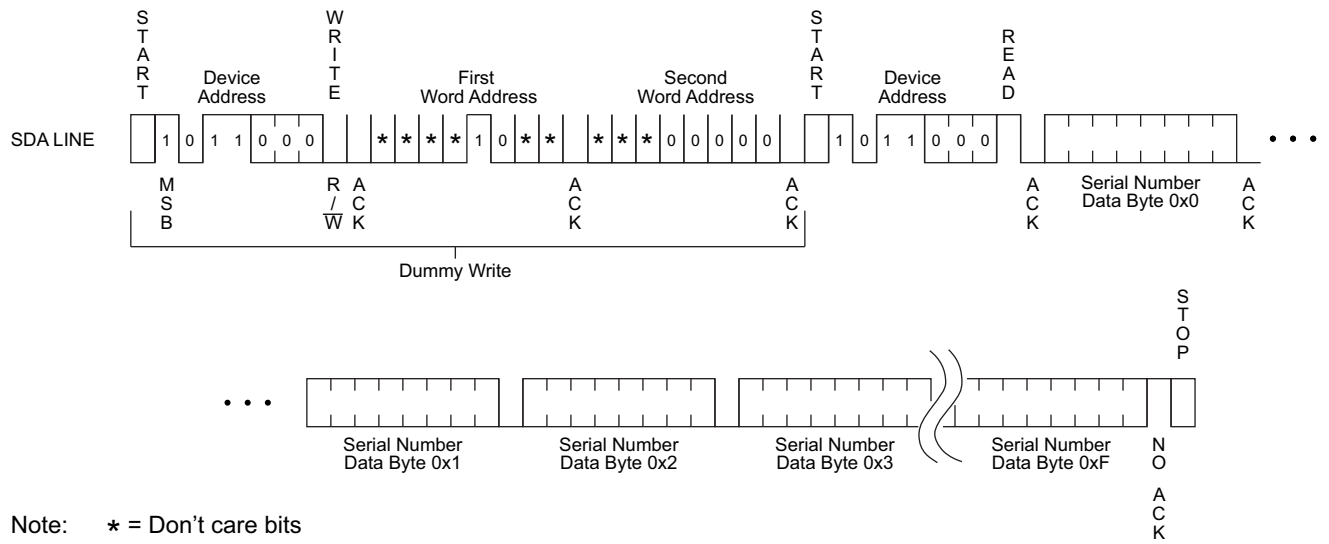 START
WRITE
START
READ
Device
Address
First
Word Address
Second
Word Address
Device
Address
SDA LINE
1 0 1 1 0 0 0 * * * * 1 0 * * * * * 0 0 0 0 0 1 0 1 1 0 0 0 • • •
MSB
R/W
ACK
ACK
ACK
ACK
Serial Number
Data Byte 0x0
ACK
Dummy Write
STOP
• • •
Serial Number
Data Byte 0x1
Serial Number
Data Byte 0x2
Serial Number
Data Byte 0x3
Serial Number
Data Byte 0xF
NO ACK
Note: * = Don't care bits